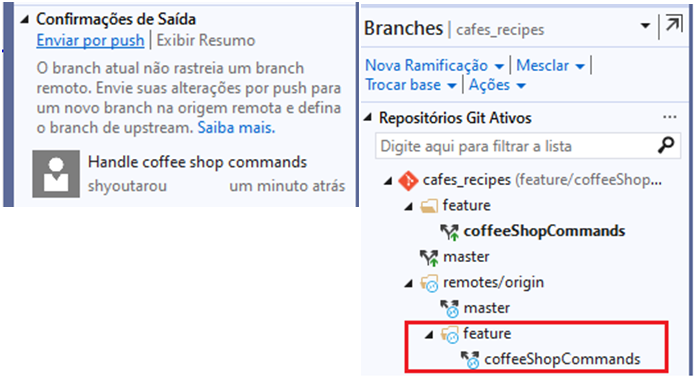 Confirmações de Saída
Enviar por push | Exibir Resumo
O branch atual não rastreia um branch
remoto. Envie suas alterações por push para
um novo branch na origem remota e defina
o branch de upstream. Saiba mais.
Handle coffee shop commands
shyoutarou um minuto atrás
Branches | cafes_recipes
Nova Ramificação | Mesclar |
Trocar base | Ações
Repositórios Git Ativos ...
Digite aqui para filtrar a lista
cafes_recipes (feature/coffeeShop...
feature
coffeeShopCommands
master
remotes/origin
master
feature
coffeeShopCommands